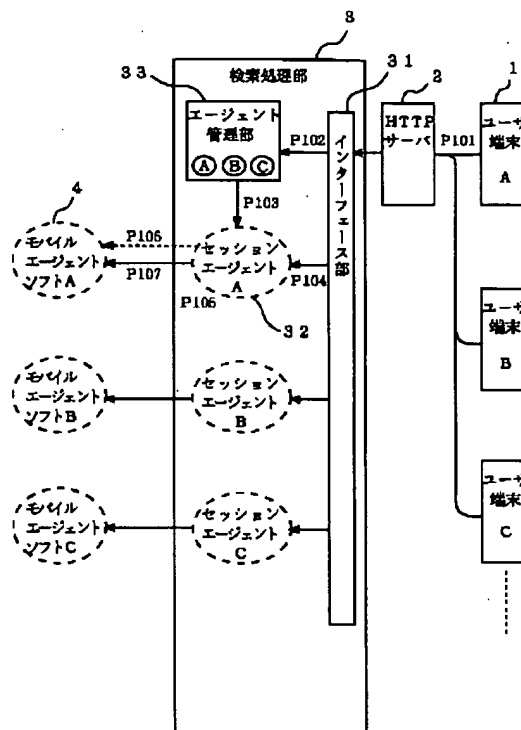 3
33
検索処理部
31
2
1
エージェント
管理部
A B C
P102
インターフェース部
HTTP
サーバ
P101
ユーザ
端末
A
P103
4
モバイル
エージェント
ソフトA
P106
P107
セッション
エージェント
A
P105
P104
32
ユーザ
端末
B
モバイル
エージェント
ソフトB
セッション
エージェント
B
ユーザ
端末
C
モバイル
エージェント
ソフトC
セッション
エージェント
C